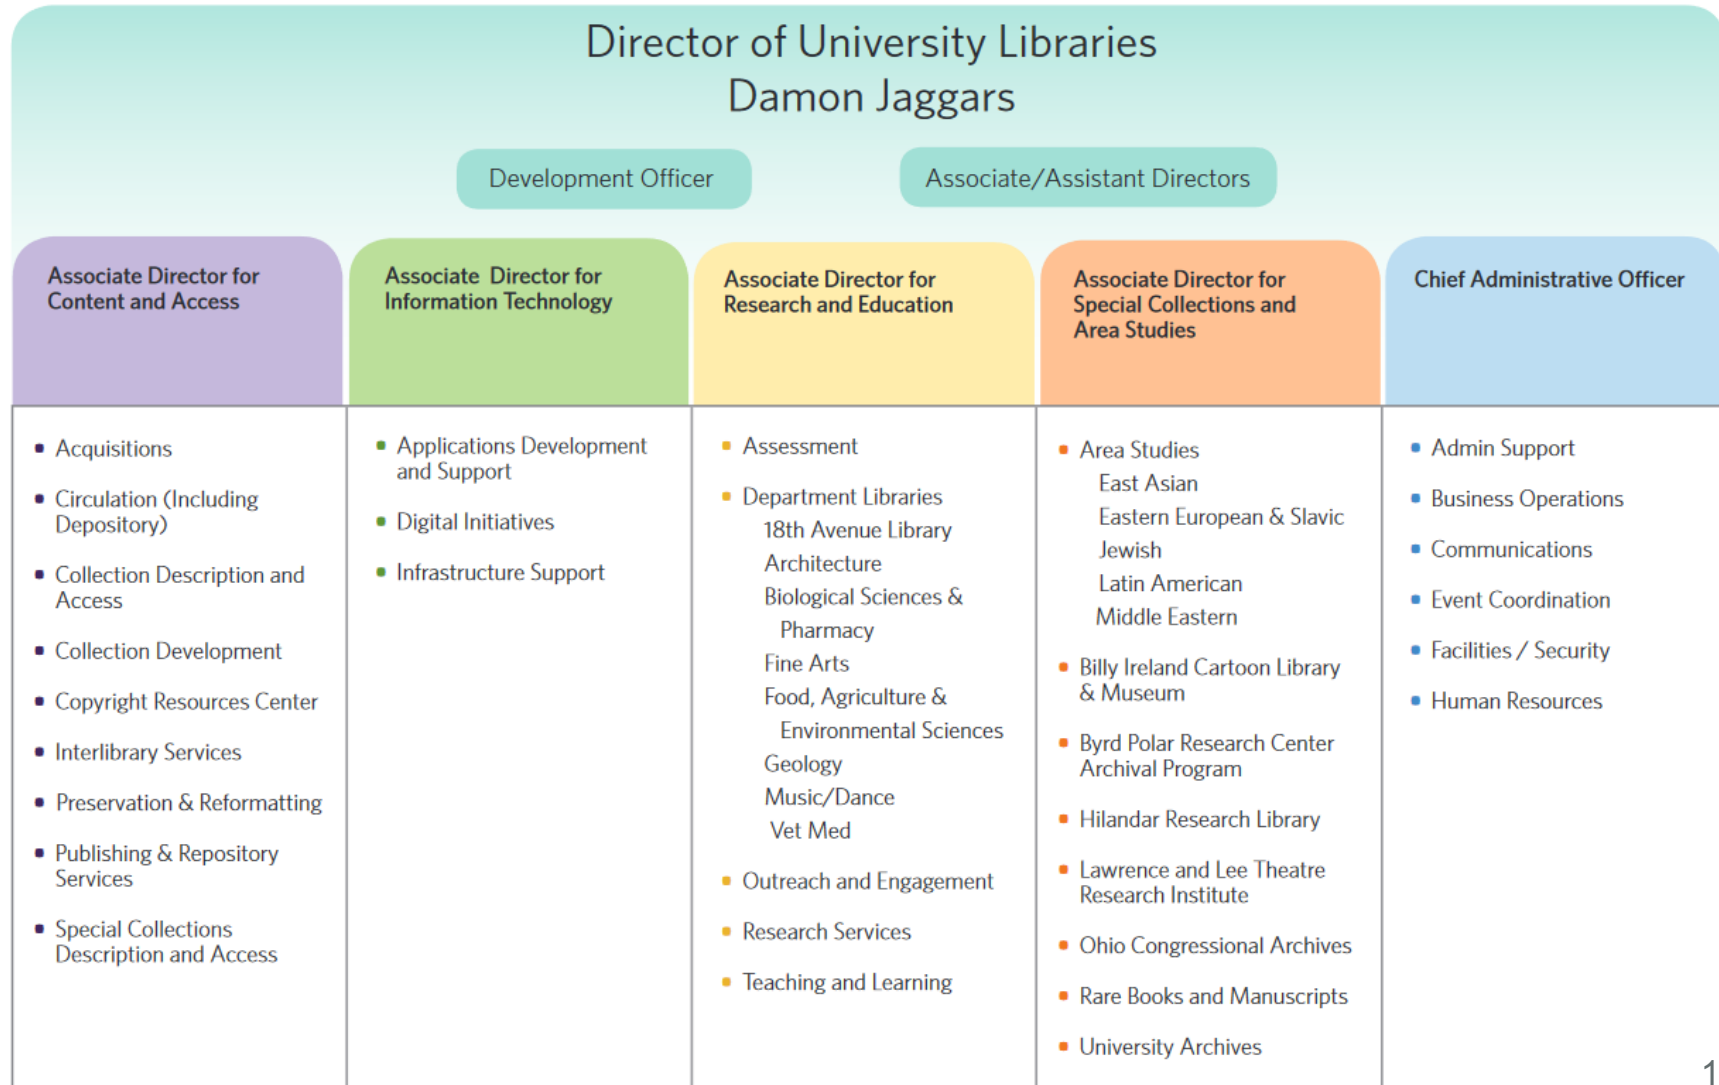 Director of University Libraries
Damon Jaggars
Development Officer
Associate/Assistant Directors
Associate Director for
Content and Access
• Acquisitions
• Circulation (Including
Depository)
• Collection Description and
Access
• Collection Development
• Copyright Resources Center
• Interlibrary Services
• Preservation & Reformatting
• Publishing & Repository
Services
• Special Collections
Description and Access
Associate Director for
Information Technology
• Applications Development
and Support
• Digital Initiatives
• Infrastructure Support
Associate Director for
Research and Education
• Assessment
• Department Libraries
18th Avenue Library
Architecture
Biological Sciences &
Pharmacy
Fine Arts
Food, Agriculture &
Environmental Sciences
Geology
Music/Dance
Vet Med
• Outreach and Engagement
• Research Services
• Teaching and Learning
Associate Director for
Special Collections and
Area Studies
• Area Studies
East Asian
Eastern European & Slavic
Jewish
Latin American
Middle Eastern
• Billy Ireland Cartoon Library
& Museum
• Byrd Polar Research Center
Archival Program
• Hilandar Research Library
• Lawrence and Lee Theatre
Research Institute
• Ohio Congressional Archives
• Rare Books and Manuscripts
• University Archives
Chief Administrative Officer
• Admin Support
• Business Operations
• Communications
• Event Coordination
• Facilities / Security
• Human Resources
1